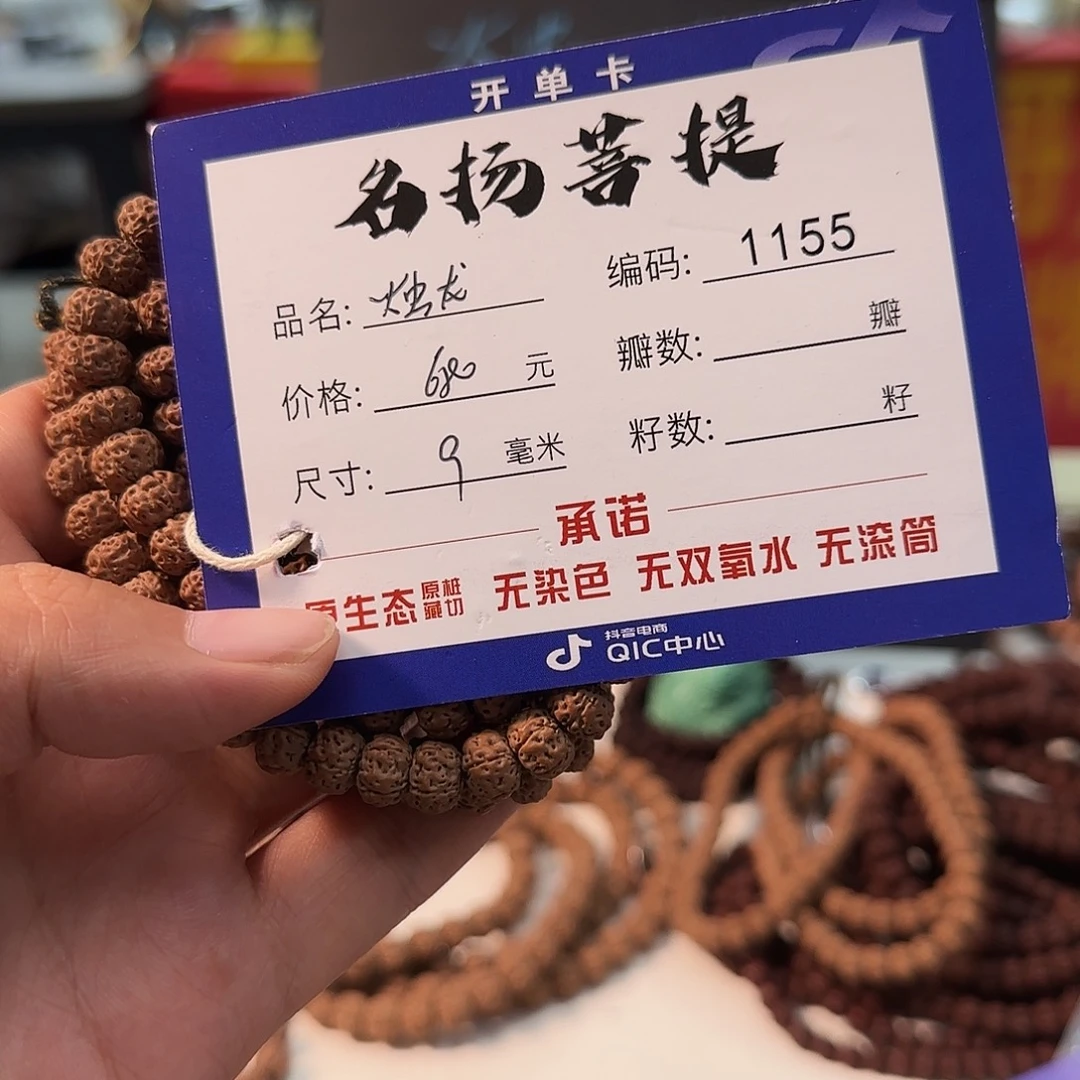 开单卡
名扬菩提
品名: 烛龙 编码: 1155
价格: 680 元 瓣数: 瓣
尺寸: 9 毫米 籽数: 籽
承诺
原生态 原桩藏切 无染色 无双氧水 无滚筒
抖音电商
QIC中心